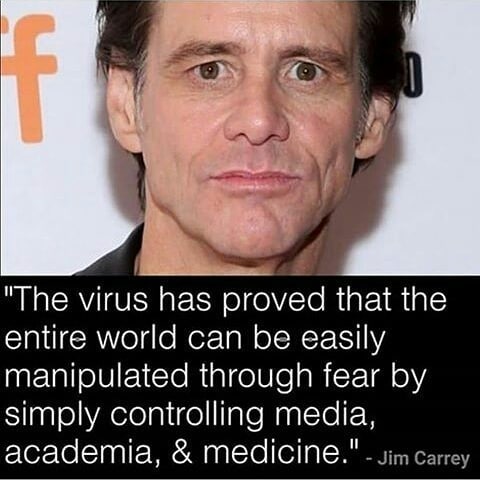 f
"The virus has proved that the
entire world can be easily
manipulated through fear by
simply controlling media,
academia, & medicine." - Jim Carrey